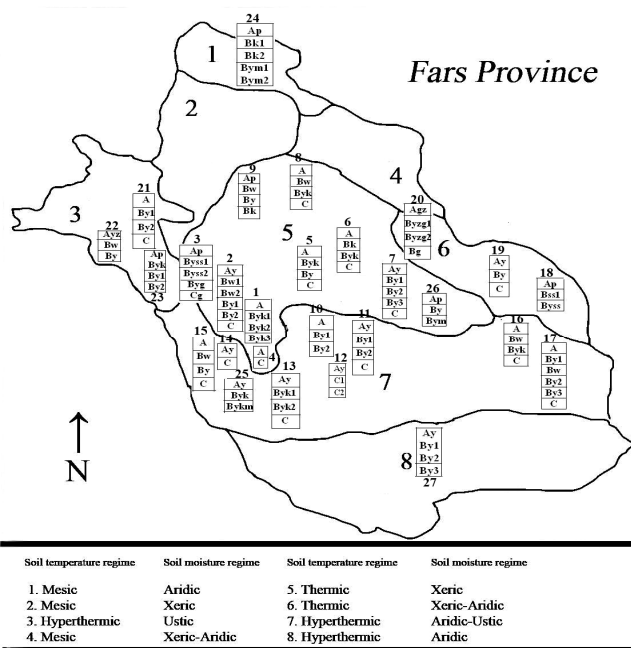 Fars Province
24
Ap
Bk1
Bk2
Bym1
Bym2
1
2
3
4
5
6
7
8
21
A
By1
By2
C
22
Ayz
Bw
By
Ap
Byk
By1
By2
23
9
Ap
Bw
By
Bk
8
A
Bw
Byk
C
3
Ap
Byss1
Byss2
Byg
Cg
2
Ay
Bw1
Bw2
By1
By2
C
1
A
Byk1
Byk2
Byk3
A
C
4
5
A
Byk
By
C
6
A
Bk
Byk
C
7
Ay
By1
By2
By3
C
20
Agz
Byzg1
Byzg2
Bg
26
Ap
By
Bym
19
Ay
By
C
18
Ap
Bss1
Byss
16
A
Bw
Byk
C
17
A
By1
Bw
By2
By3
C
10
A
By1
By2
11
Ay
By1
By2
C
12
Ay
C1
C2
13
Ay
Byk1
Byk2
C
14
Ay
C
15
A
Bw
By
C
25
Ay
Byk
Bykm
Ay
By1
By2
By3
27
N
Soil temperature regime Soil moisture regime Soil temperature regime Soil moisture regime
1. Mesic Aridic 5. Thermic Xeric
2. Mesic Xeric 6. Thermic Xeric-Aridic
3. Hyperthermic Ustic 7. Hyperthermic Aridic-Ustic
4. Mesic Xeric-Aridic 8. Hyperthermic Aridic